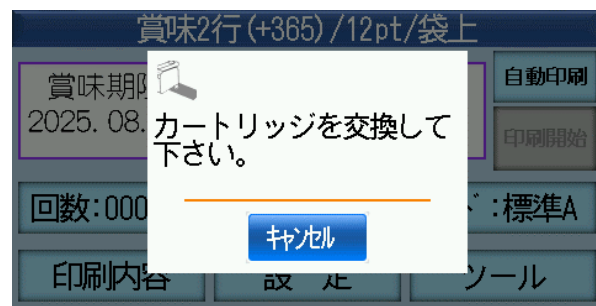 賞味2行(+365)/12pt/袋上
賞味期
2025.08.
自動印刷
印刷開始
カートリッジを交換して
下さい。
キャンセル
回数:000
:標準A
印刷内容
設 定
ツール